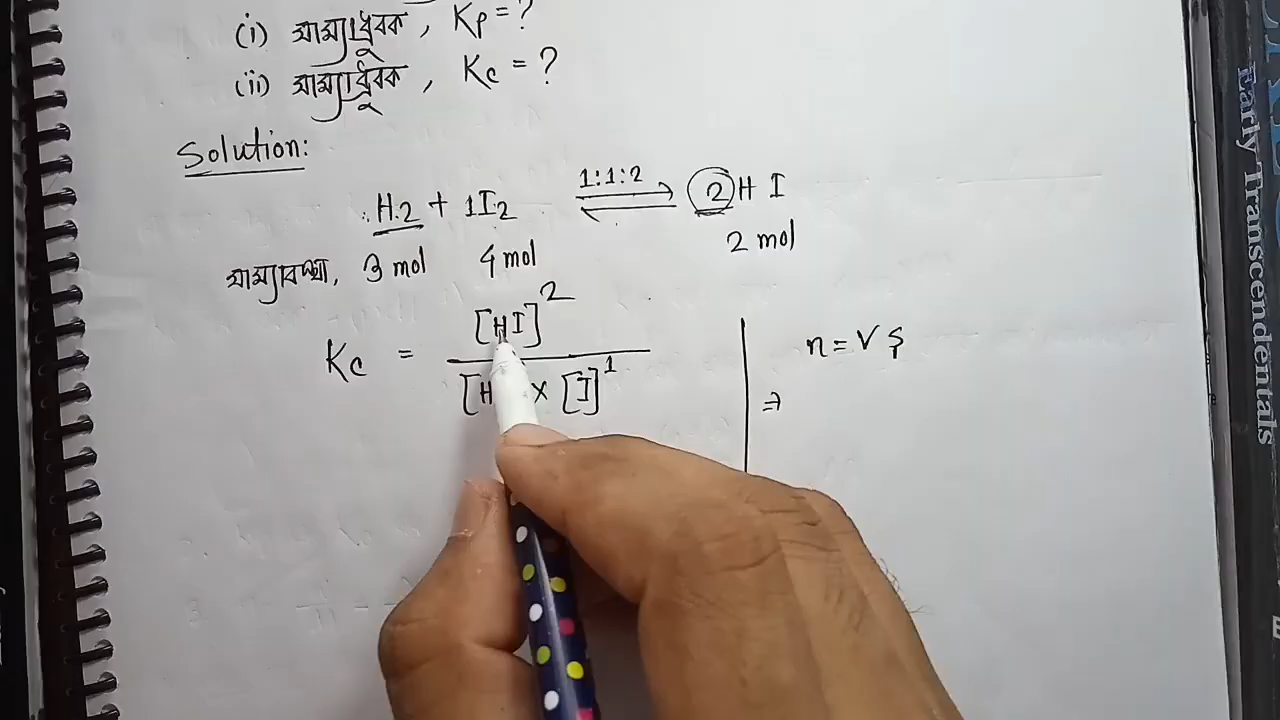 (i) সাম্যধ্রুবক, Kp = ?
(ii) সাম্যধ্রুবক, Kc = ?
Solution:
H2 + 1I2 1:1:2 ⇌ 2HI
সাম্যাবস্থা, 3 mol 4 mol 2 mol
Kc = [HI]^2 / [H × [I]^1
n = VS
⇒
Early Transcendentals